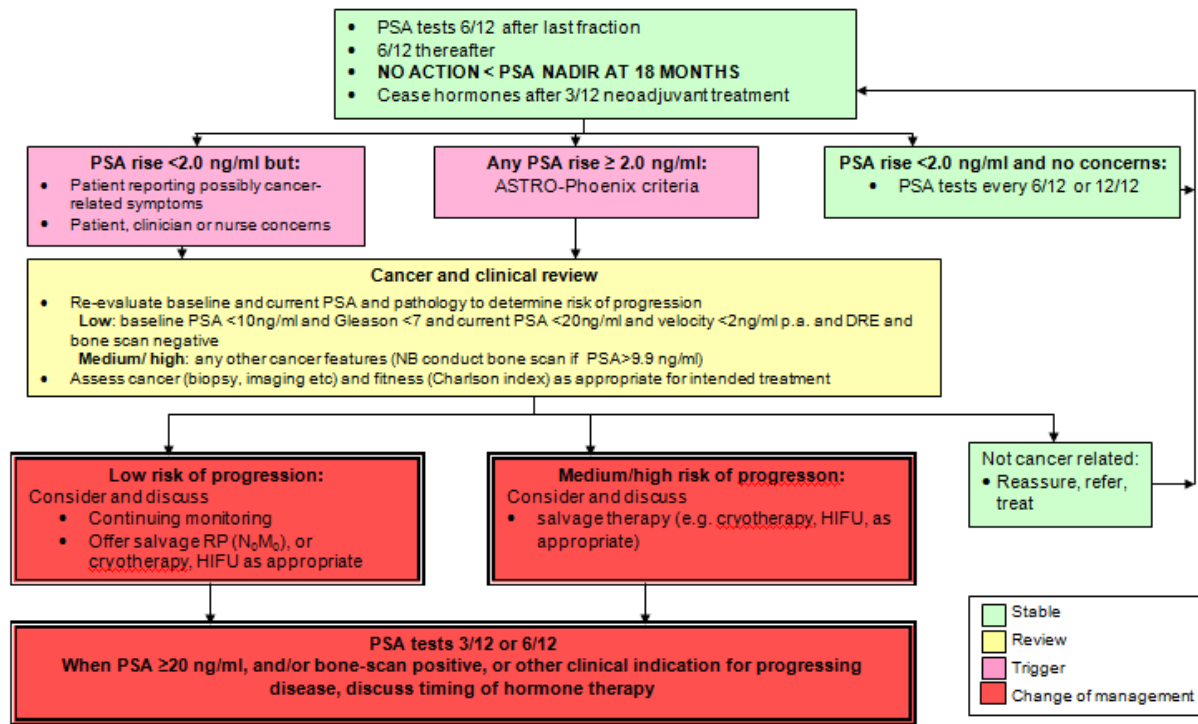 • PSA tests 6/12 after last fraction
• 6/12 thereafter
• NO ACTION < PSA NADIR AT 18 MONTHS
• Cease hormones after 3/12 neoadjuvant treatment
PSA rise <2.0 ng/ml but:
• Patient reporting possibly cancer-
related symptoms
• Patient, clinician or nurse concerns
Any PSA rise ≥ 2.0 ng/ml:
ASTRO-Phoenix criteria
PSA rise <2.0 ng/ml and no concerns:
• PSA tests every 6/12 or 12/12
Cancer and clinical review
• Re-evaluate baseline and current PSA and pathology to determine risk of progression
Low: baseline PSA <10ng/ml and Gleason <7 and current PSA <20ng/ml and velocity <2ng/ml p.a. and DRE and
bone scan negative
Medium/ high: any other cancer features (NB conduct bone scan if PSA>9.9 ng/ml)
• Assess cancer (biopsy, imaging etc) and fitness (Charlson index) as appropriate for intended treatment
Low risk of progression:
Consider and discuss
• Continuing monitoring
• Offer salvage RP (N₀M₀), or
cryotherapy, HIFU as appropriate
Medium/high risk of progresson:
Consider and discuss
• salvage therapy (e.g. cryotherapy, HIFU, as
appropriate)
Not cancer related:
• Reassure, refer,
treat
PSA tests 3/12 or 6/12
When PSA ≥20 ng/ml, and/or bone-scan positive, or other clinical indication for progressing
disease, discuss timing of hormone therapy
Stable
Review
Trigger
Change of management